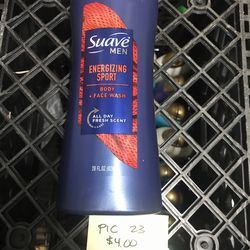 Suave
MEN
ENERGIZING
SPORT
BODY
+ FACE WASH
ALL DAY
FRESH SCENT
PIC 23
$4.00